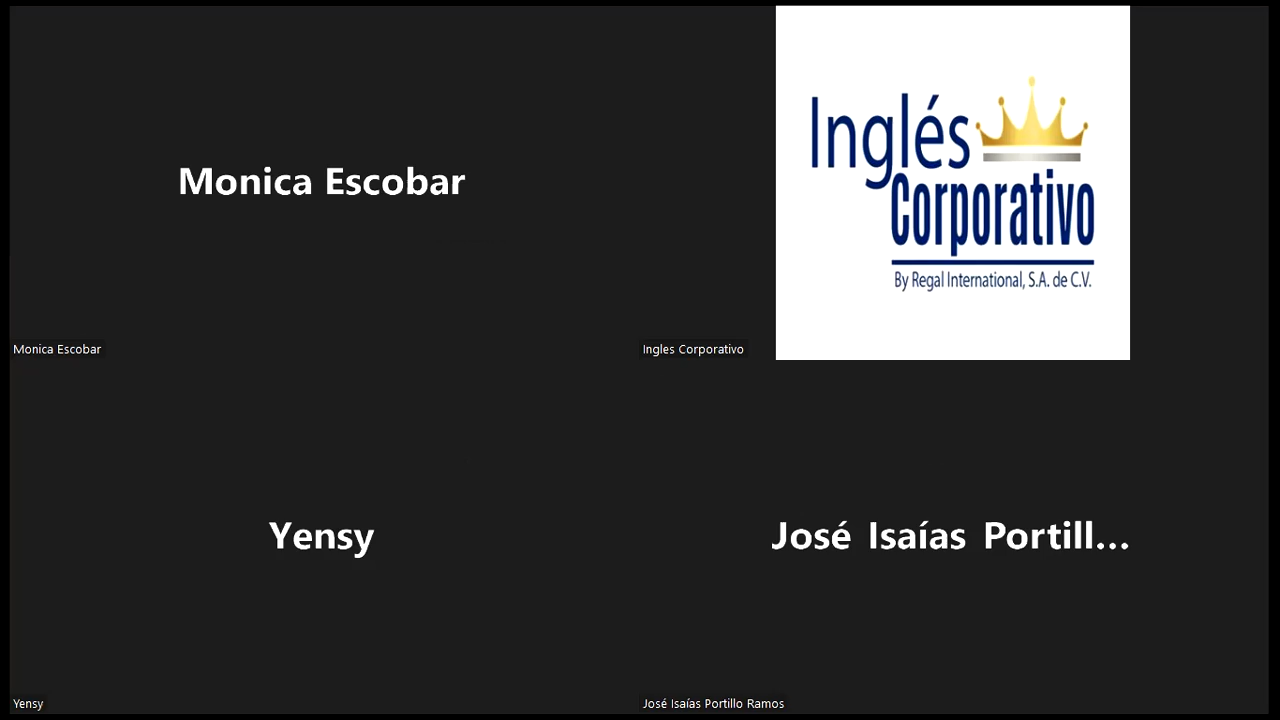 Monica Escobar
Monica Escobar
Inglés
Corporativo
By Regal International, S.A. de C.V.
Ingles Corporativo
Yensy
Yensy
José Isaías Portill...
José Isaías Portillo Ramos